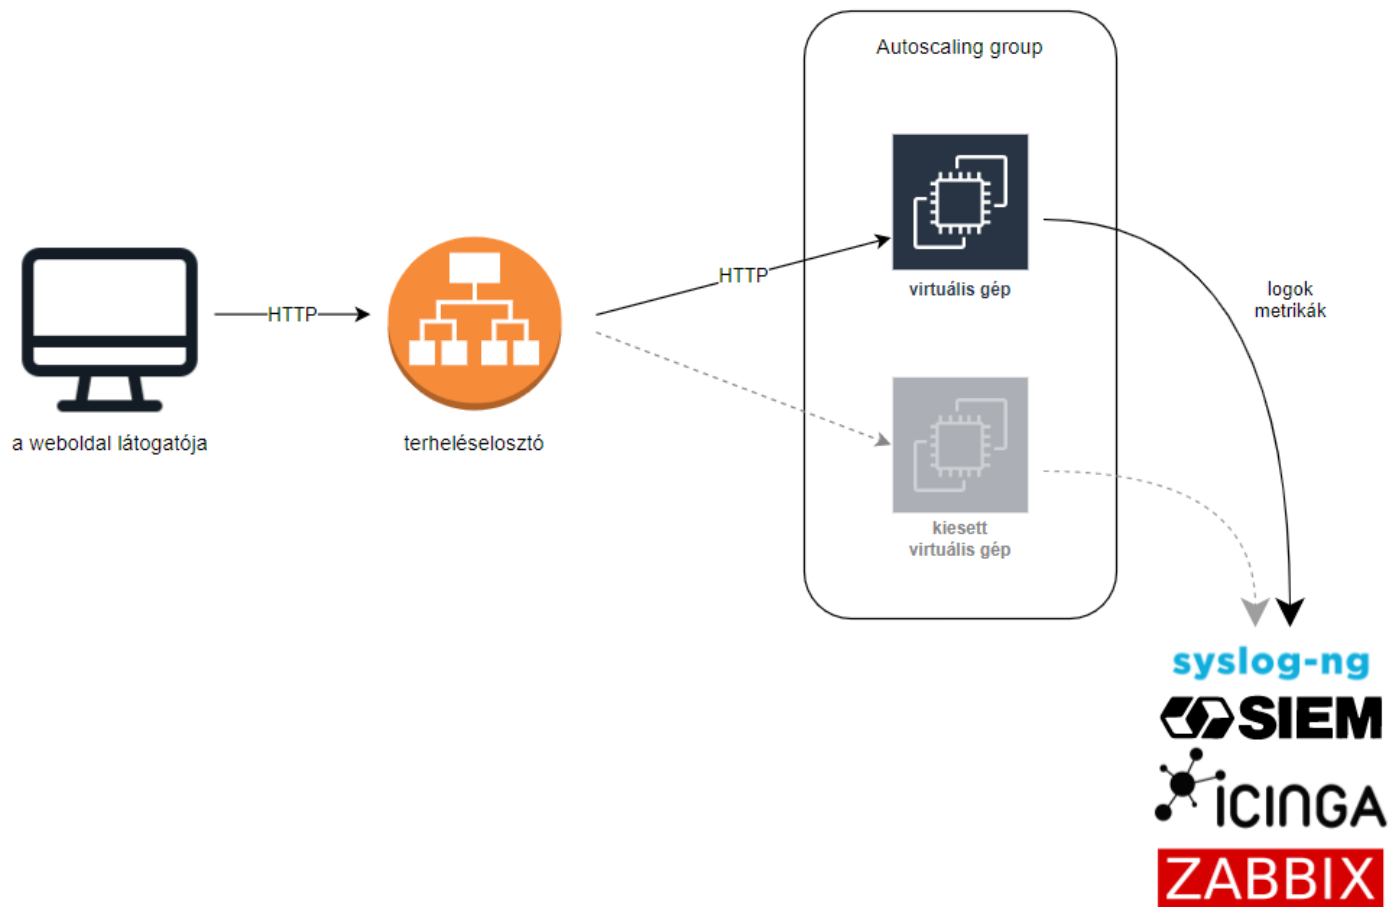 Autoscaling group
virtuális gép
HTTP
HTTP
logok
metrikák
a weboldal látogatója
terheléselosztó
kiesett
virtuális gép
syslog-ng
SIEM
ICINGA
ZABBIX